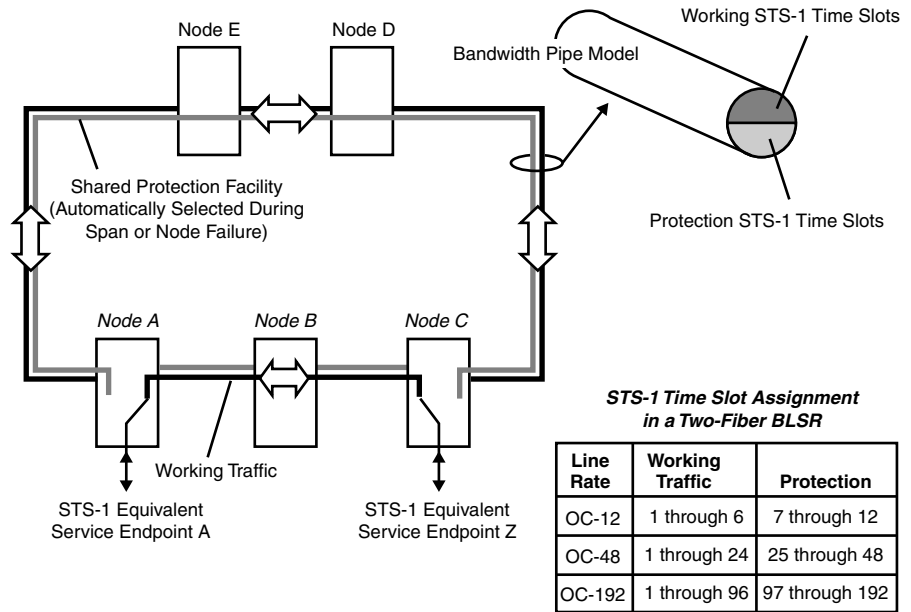 Node E
Node D
Working STS-1 Time Slots
Bandwidth Pipe Model
Shared Protection Facility
(Automatically Selected During
Span or Node Failure)
Protection STS-1 Time Slots
Node A
Node B
Node C
Working Traffic
STS-1 Equivalent
Service Endpoint A
STS-1 Equivalent
Service Endpoint Z
STS-1 Time Slot Assignment
in a Two-Fiber BLSR
Line
Rate
Working
Traffic
Protection
OC-12 1 through 6 7 through 12
OC-48 1 through 24 25 through 48
OC-192 1 through 96 97 through 192